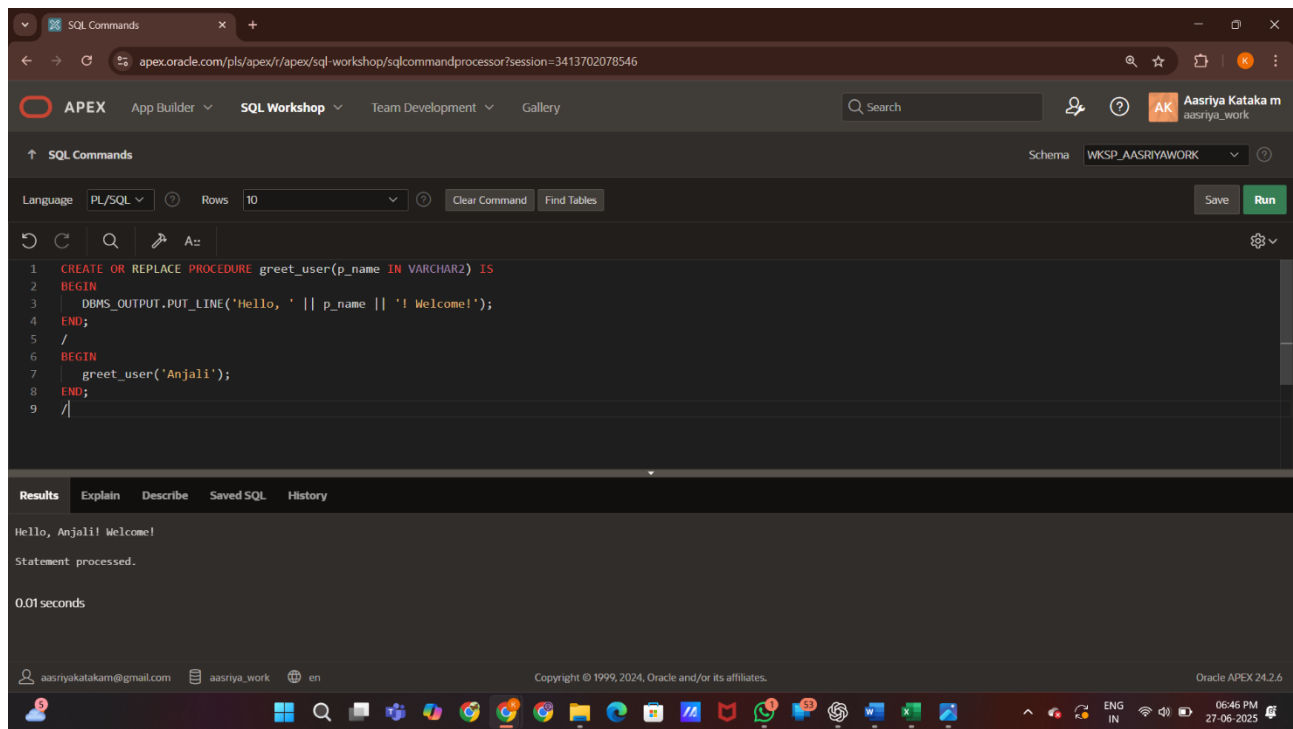 SQL Commands
apex.oracle.com/pls/apex/r/apex/sql-workshop/sqlcommandprocessor?session=3413702078546
K
APEX App Builder SQL Workshop Team Development Gallery Search AK Aasriya Kataka m
aasriya_work
SQL Commands Schema WKSP_AASRIYAWORK
Language PL/SQL Rows 10 Clear Command Find Tables Save Run
1 CREATE OR REPLACE PROCEDURE greet_user(p_name IN VARCHAR2) IS
2 BEGIN
3 DBMS_OUTPUT.PUT_LINE('Hello, ' || p_name || '! Welcome!');
4 END;
5 /
6 BEGIN
7 greet_user('Anjali');
8 END;
9 /
Results Explain Describe Saved SQL History
Hello, Anjali! Welcome!
Statement processed.
0.01 seconds
aasriyakatakam@gmail.com aasriya_work en Copyright © 1999, 2024, Oracle and/or its affiliates. Oracle APEX 24.2.6
5 1 53 ENG 06:46 PM
IN 27-06-2025